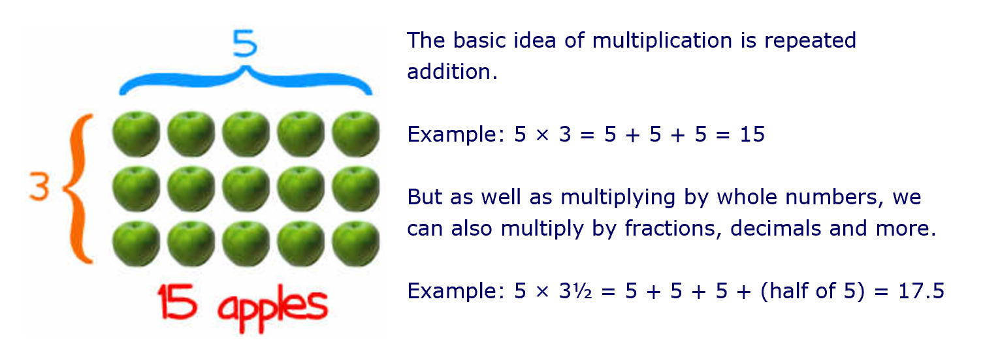 5
3
15 apples
The basic idea of multiplication is repeated
addition.
Example: 5 × 3 = 5 + 5 + 5 = 15
But as well as multiplying by whole numbers, we
can also multiply by fractions, decimals and more.
Example: 5 × 3½ = 5 + 5 + 5 + (half of 5) = 17.5